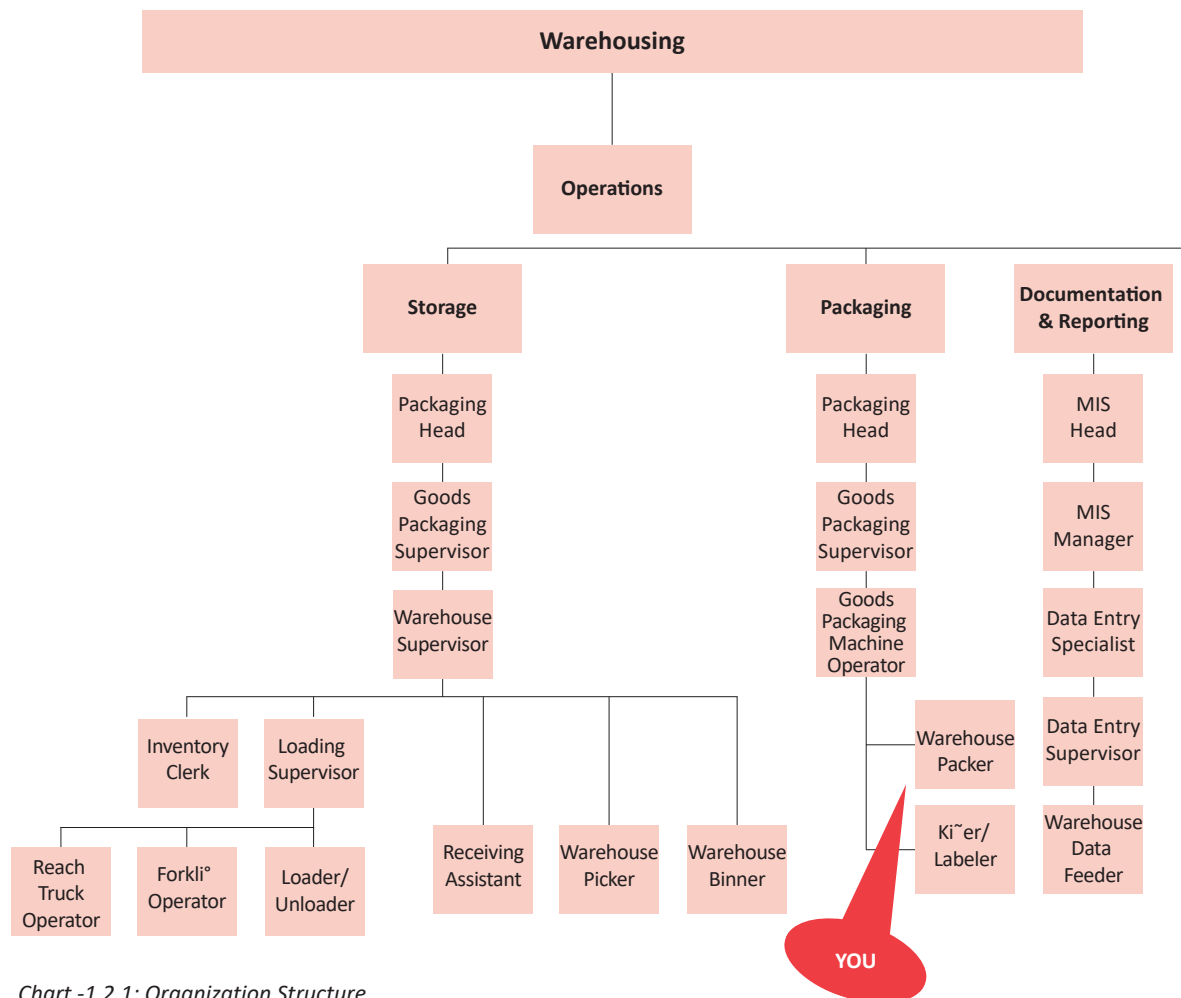 Warehousing
Operations
Storage
Packaging
Documentation
& Reporting
Packaging
Head
Packaging
Head
MIS
Head
Goods
Packaging
Supervisor
Goods
Packaging
Supervisor
MIS
Manager
Warehouse
Supervisor
Goods
Packaging
Machine
Operator
Data Entry
Specialist
Inventory
Clerk
Loading
Supervisor
Warehouse
Packer
Data Entry
Supervisor
Reach
Truck
Operator
Forkli°
Operator
Loader/
Unloader
Receiving
Assistant
Warehouse
Picker
Warehouse
Binner
Ki˜er/
Labeler
Warehouse
Data
Feeder
YOU
Chart -1.2.1: Organization Structure